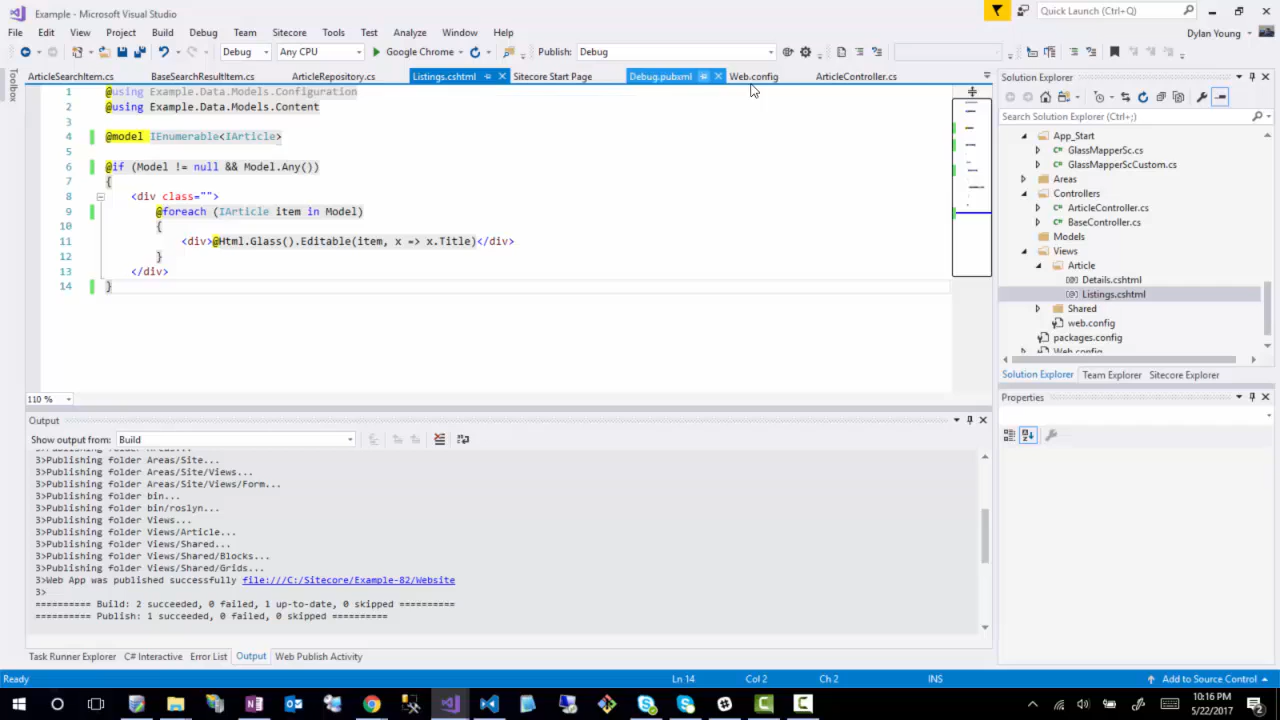 Example - Microsoft Visual Studio
Quick Launch (Ctrl+Q)
File Edit View Project Build Debug Team Sitecore Tools Test Analyze Window Help
Dylan Young
Debug Any CPU Google Chrome Publish: Debug
ArticleSearchItem.cs BaseSearchResultItem.cs ArticleRepository.cs Listings.cshtml Sitecore Start Page Debug.pubxml Web.config ArticleController.cs
Toolbox
1 @using Example.Data.Models.Configuration
2 @using Example.Data.Models.Content
3
4 @model IEnumerable<IArticle>
5
6 @if (Model != null && Model.Any())
7 {
8 <div class="">
9 @foreach (IArticle item in Model)
10 {
11 <div>@Html.Glass().Editable(item, x => x.Title)</div>
12 }
13 </div>
14 }
110 %
Solution Explorer
Search Solution Explorer (Ctrl+;)
App_Start
GlassMapperSc.cs
GlassMapperScCustom.cs
Areas
Controllers
ArticleController.cs
BaseController.cs
Models
Views
Article
Details.cshtml
Listings.cshtml
Shared
web.config
packages.config
Web.config
Solution Explorer Team Explorer Sitecore Explorer
Properties
Output
Show output from: Build
3>Publishing folder Areas...
3>Publishing folder Areas/Site...
3>Publishing folder Areas/Site/Views...
3>Publishing folder Areas/Site/Views/Form...
3>Publishing folder bin...
3>Publishing folder bin/roslyn...
3>Publishing folder Views...
3>Publishing folder Views/Article...
3>Publishing folder Views/Shared...
3>Publishing folder Views/Shared/Blocks...
3>Publishing folder Views/Shared/Grids...
3>Web App was published successfully file:///C:/Sitecore/Example-82/Website
3>
========== Build: 2 succeeded, 0 failed, 1 up-to-date, 0 skipped ==========
========== Publish: 1 succeeded, 0 failed, 0 skipped ==========
Task Runner Explorer C# Interactive Error List Output Web Publish Activity
Ready Ln 14 Col 2 Ch 2 INS Add to Source Control
10:16 PM
5/22/2017
2